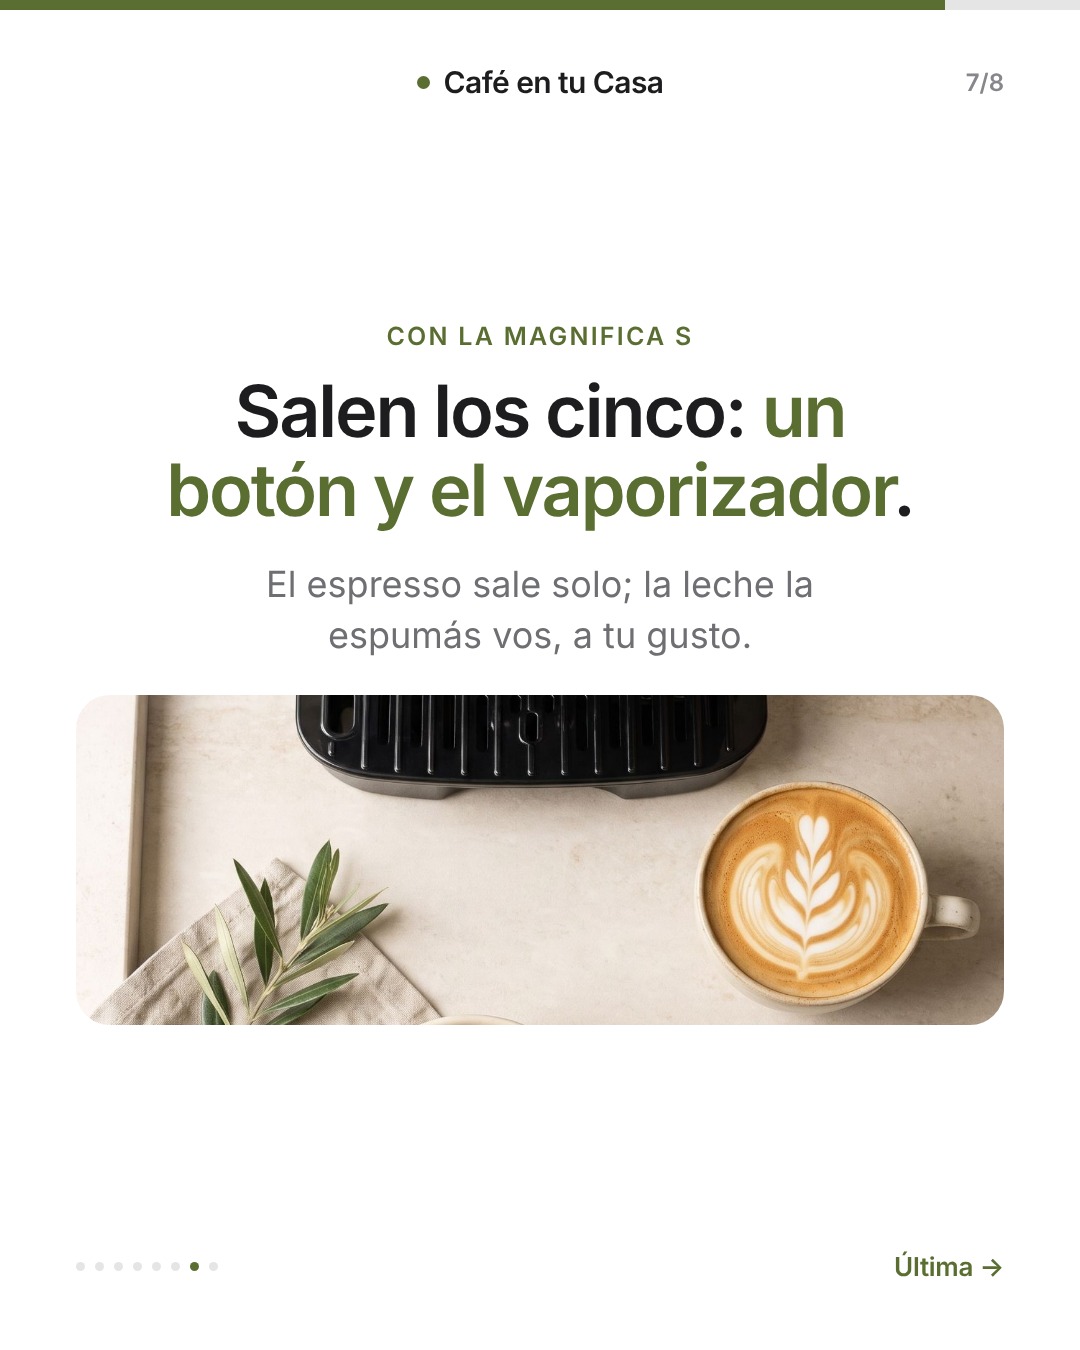 Café en tu Casa
7/8
CON LA MAGNIFICA S
Salen los cinco: un
botón y el vaporizador.
El espresso sale solo; la leche la
espumás vos, a tu gusto.
Última →